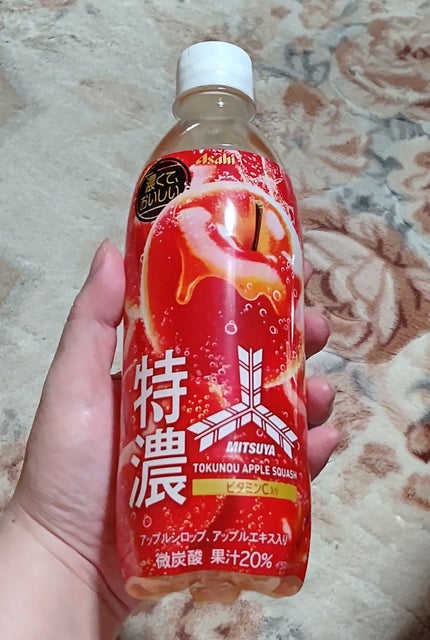 Asahi
濃くて、
おいしい
特濃
MITSUYA
TOKUNOU APPLE SQUASH
ビタミンC入り
アップルシロップ、アップルエキス入り
微炭酸 果汁20%